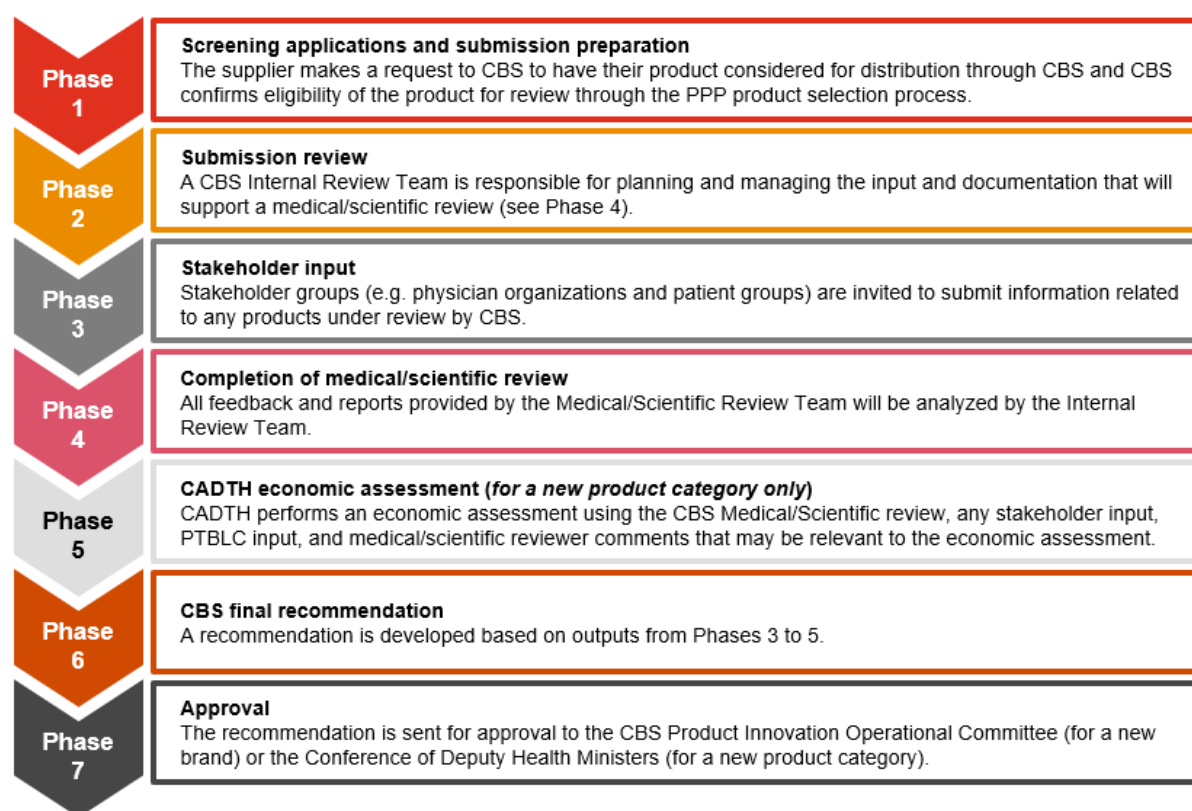 Phase
1
Screening applications and submission preparation
The supplier makes a request to CBS to have their product considered for distribution through CBS and CBS
confirms eligibility of the product for review through the PPP product selection process.
Phase
2
Submission review
A CBS Internal Review Team is responsible for planning and managing the input and documentation that will
support a medical/scientific review (see Phase 4).
Phase
3
Stakeholder input
Stakeholder groups (e.g. physician organizations and patient groups) are invited to submit information related
to any products under review by CBS.
Phase
4
Completion of medical/scientific review
All feedback and reports provided by the Medical/Scientific Review Team will be analyzed by the Internal
Review Team.
Phase
5
CADTH economic assessment (for a new product category only)
CADTH performs an economic assessment using the CBS Medical/Scientific review, any stakeholder input,
PTBLC input, and medical/scientific reviewer comments that may be relevant to the economic assessment.
Phase
6
CBS final recommendation
A recommendation is developed based on outputs from Phases 3 to 5.
Phase
7
Approval
The recommendation is sent for approval to the CBS Product Innovation Operational Committee (for a new
brand) or the Conference of Deputy Health Ministers (for a new product category).